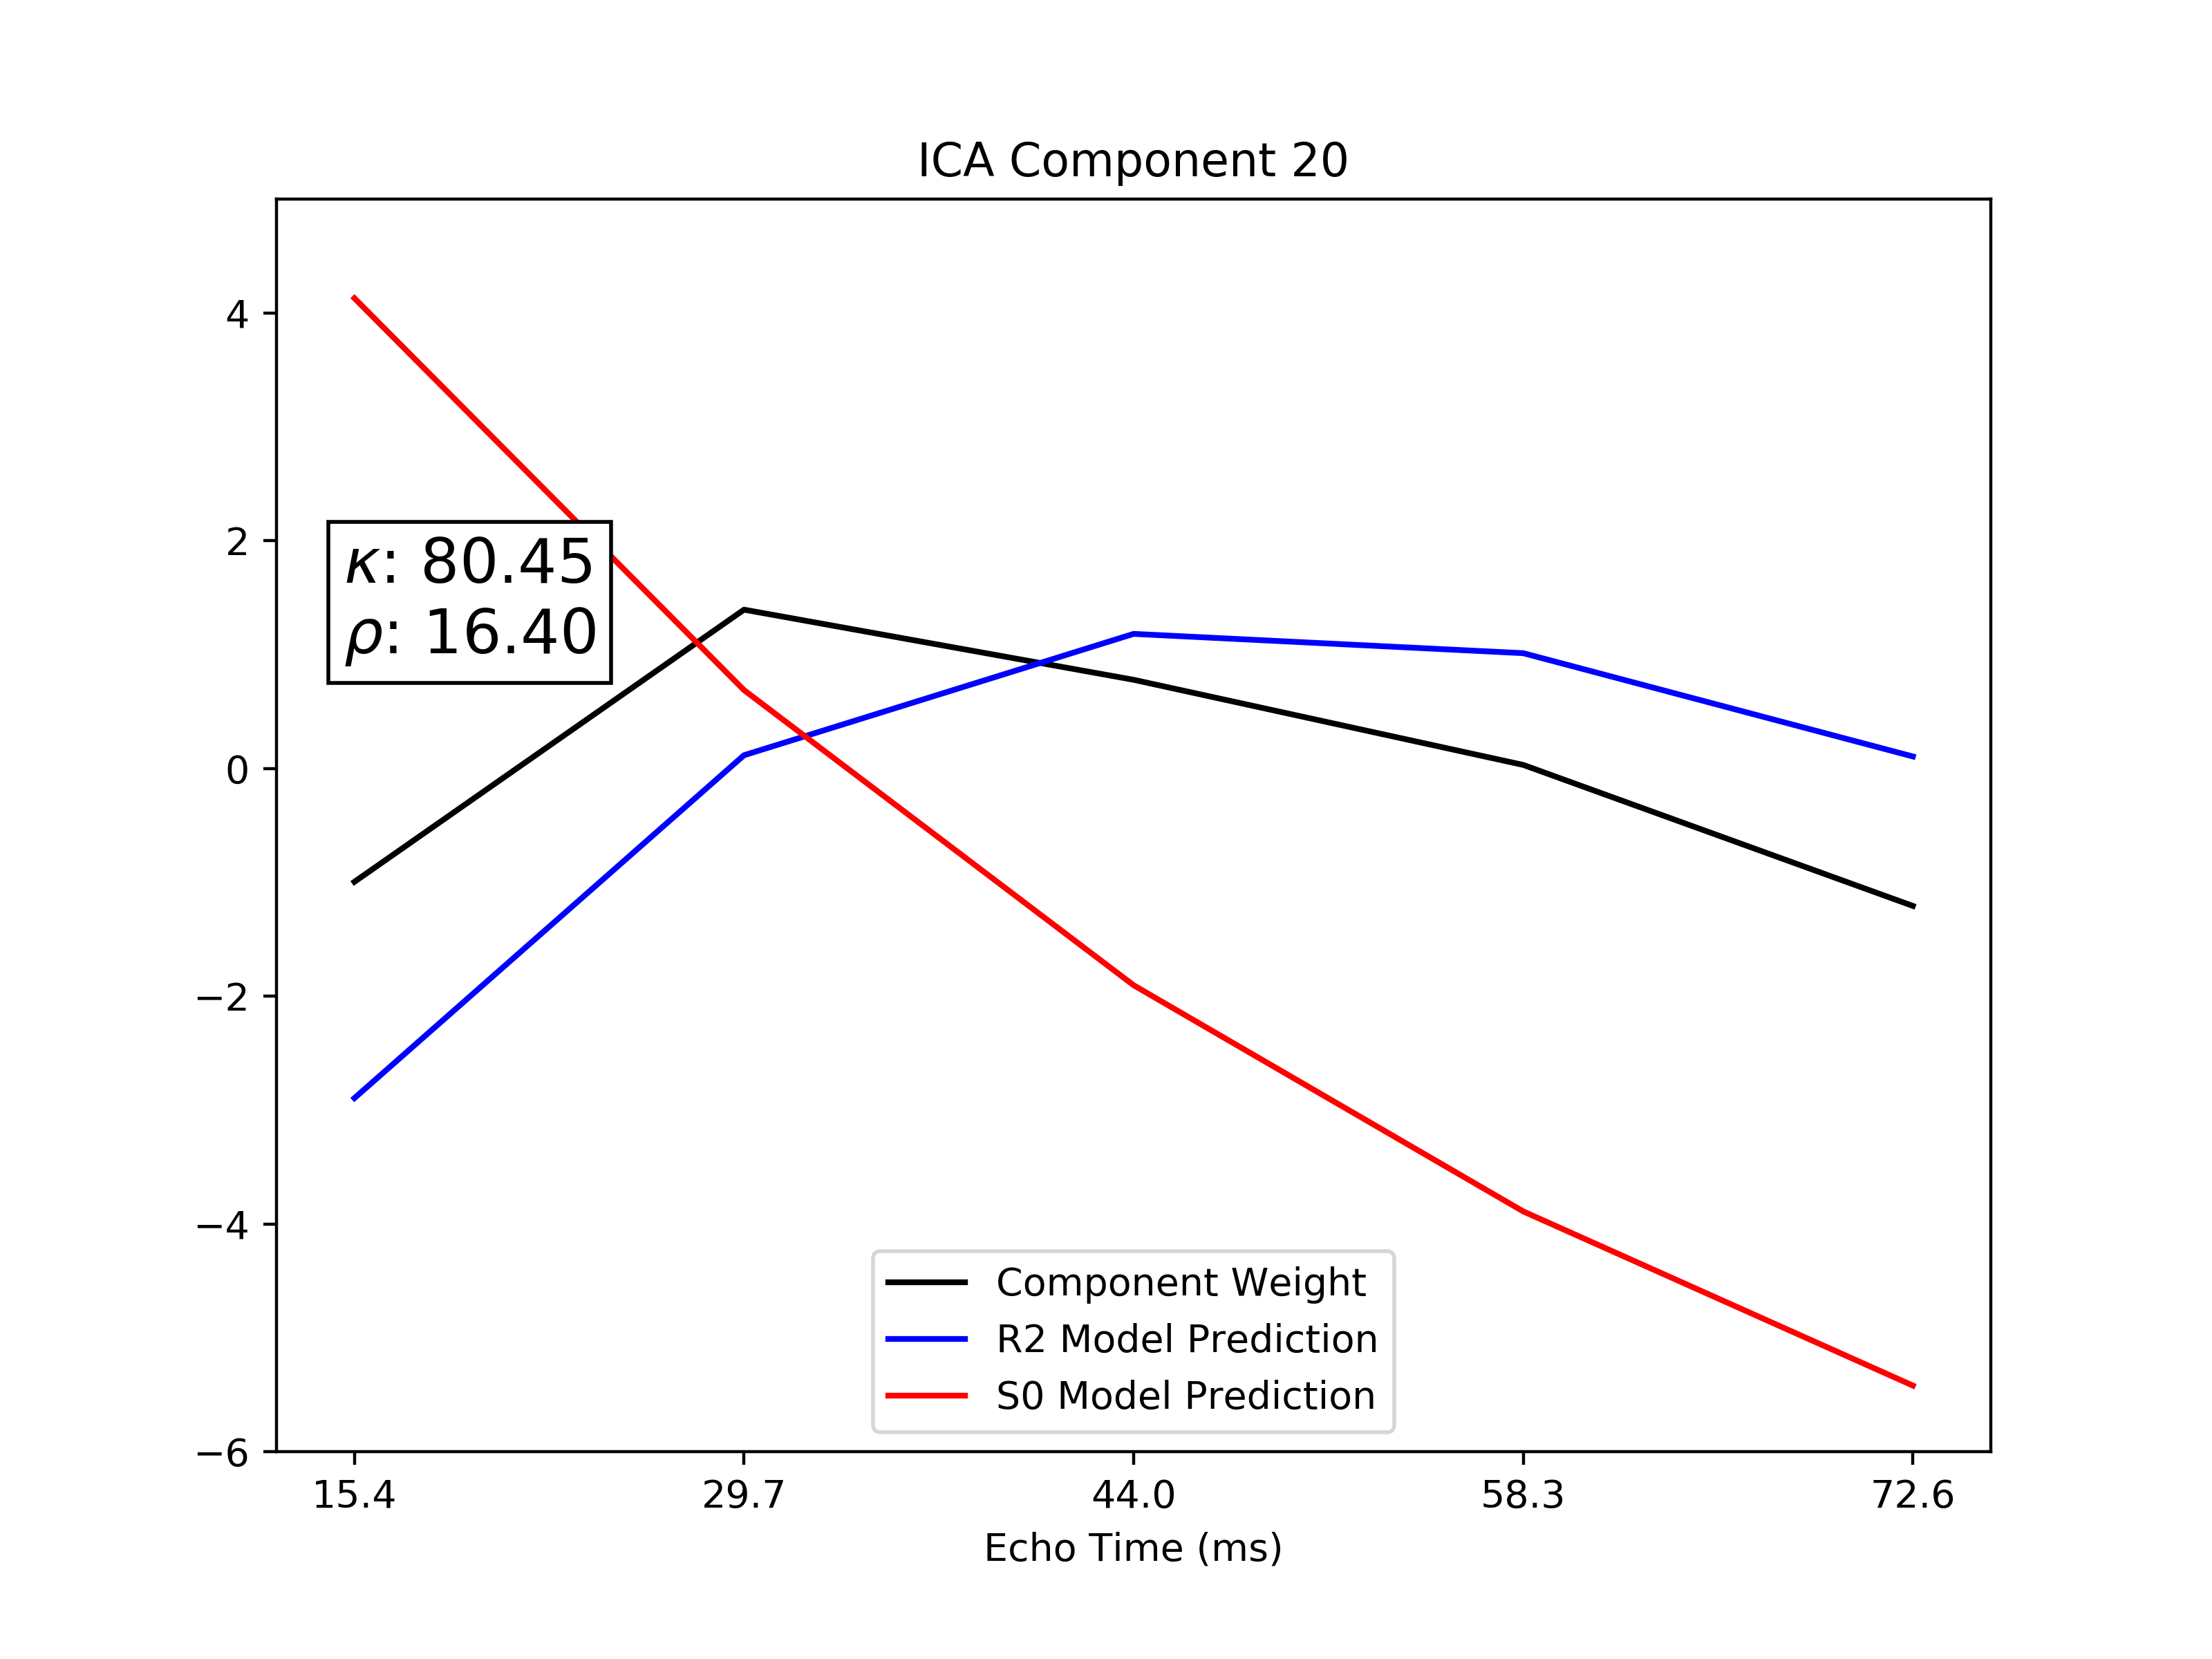 ICA Component 20
4
2
0
−2
−4
−6
κ: 80.45
ρ: 16.40
Component Weight
R2 Model Prediction
S0 Model Prediction
15.4 29.7 44.0 58.3 72.6
Echo Time (ms)